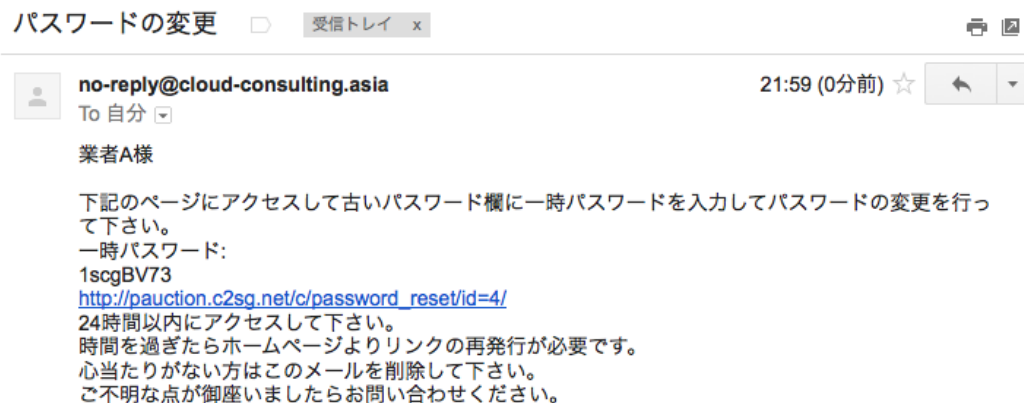 パスワードの変更
受信トレイ x
no-reply@cloud-consulting.asia
21:59 (0分前)
To 自分
業者A様
下記のページにアクセスして古いパスワード欄に一時パスワードを入力してパスワードの変更を行っ
て下さい。
一時パスワード:
1scgBV73
http://pauction.c2sg.net/c/password_reset/id=4/
24時間以内にアクセスして下さい。
時間を過ぎたらホームページよりリンクの再発行が必要です。
心当たりがない方はこのメールを削除して下さい。
ご不明な点が御座いましたらお問い合わせください。